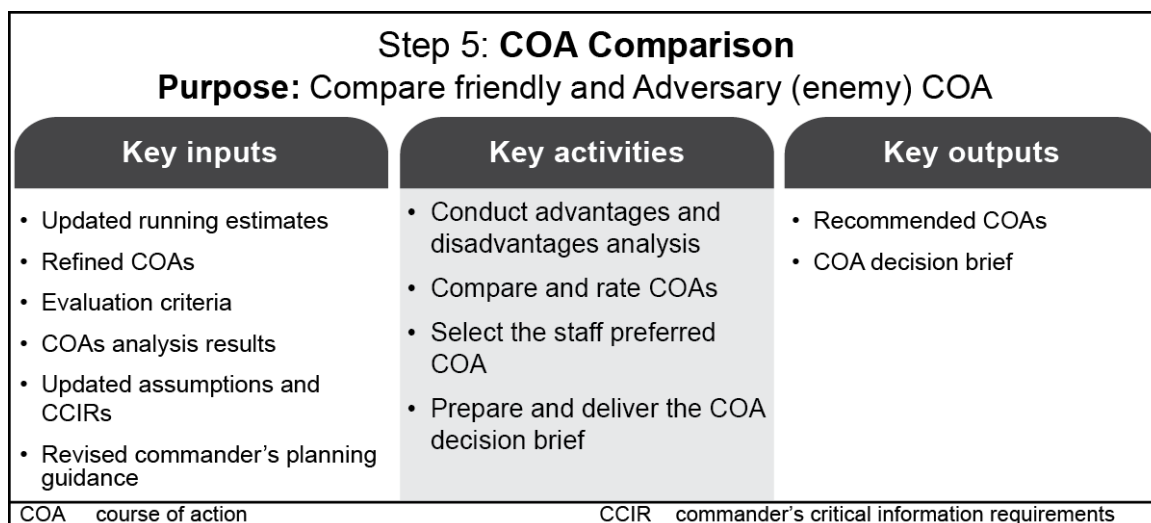 Step 5: COA Comparison
Purpose: Compare friendly and Adversary (enemy) COA
Key inputs
• Updated running estimates
• Refined COAs
• Evaluation criteria
• COAs analysis results
• Updated assumptions and
CCIRs
• Revised commander’s planning
guidance
Key activities
• Conduct advantages and
disadvantages analysis
• Compare and rate COAs
• Select the staff preferred
COA
• Prepare and deliver the COA
decision brief
Key outputs
• Recommended COAs
• COA decision brief
COA course of action
CCIR commander’s critical information requirements